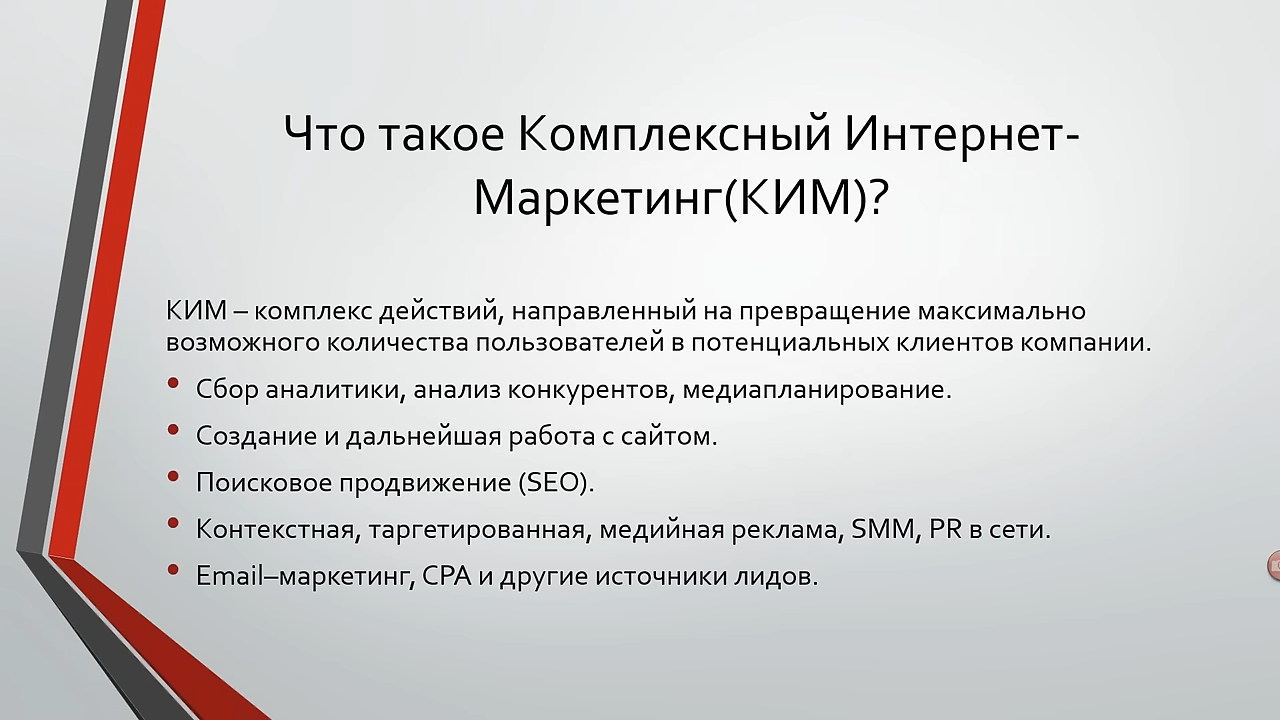 Что такое Комплексный Интернет-
Маркетинг(КИМ)?
КИМ – комплекс действий, направленный на превращение максимально
возможного количества пользователей в потенциальных клиентов компании.
• Сбор аналитики, анализ конкурентов, медиапланирование.
• Создание и дальнейшая работа с сайтом.
• Поисковое продвижение (SEO).
• Контекстная, таргетированная, медийная реклама, SMM, PR в сети.
• Email–маркетинг, CPA и другие источники лидов.